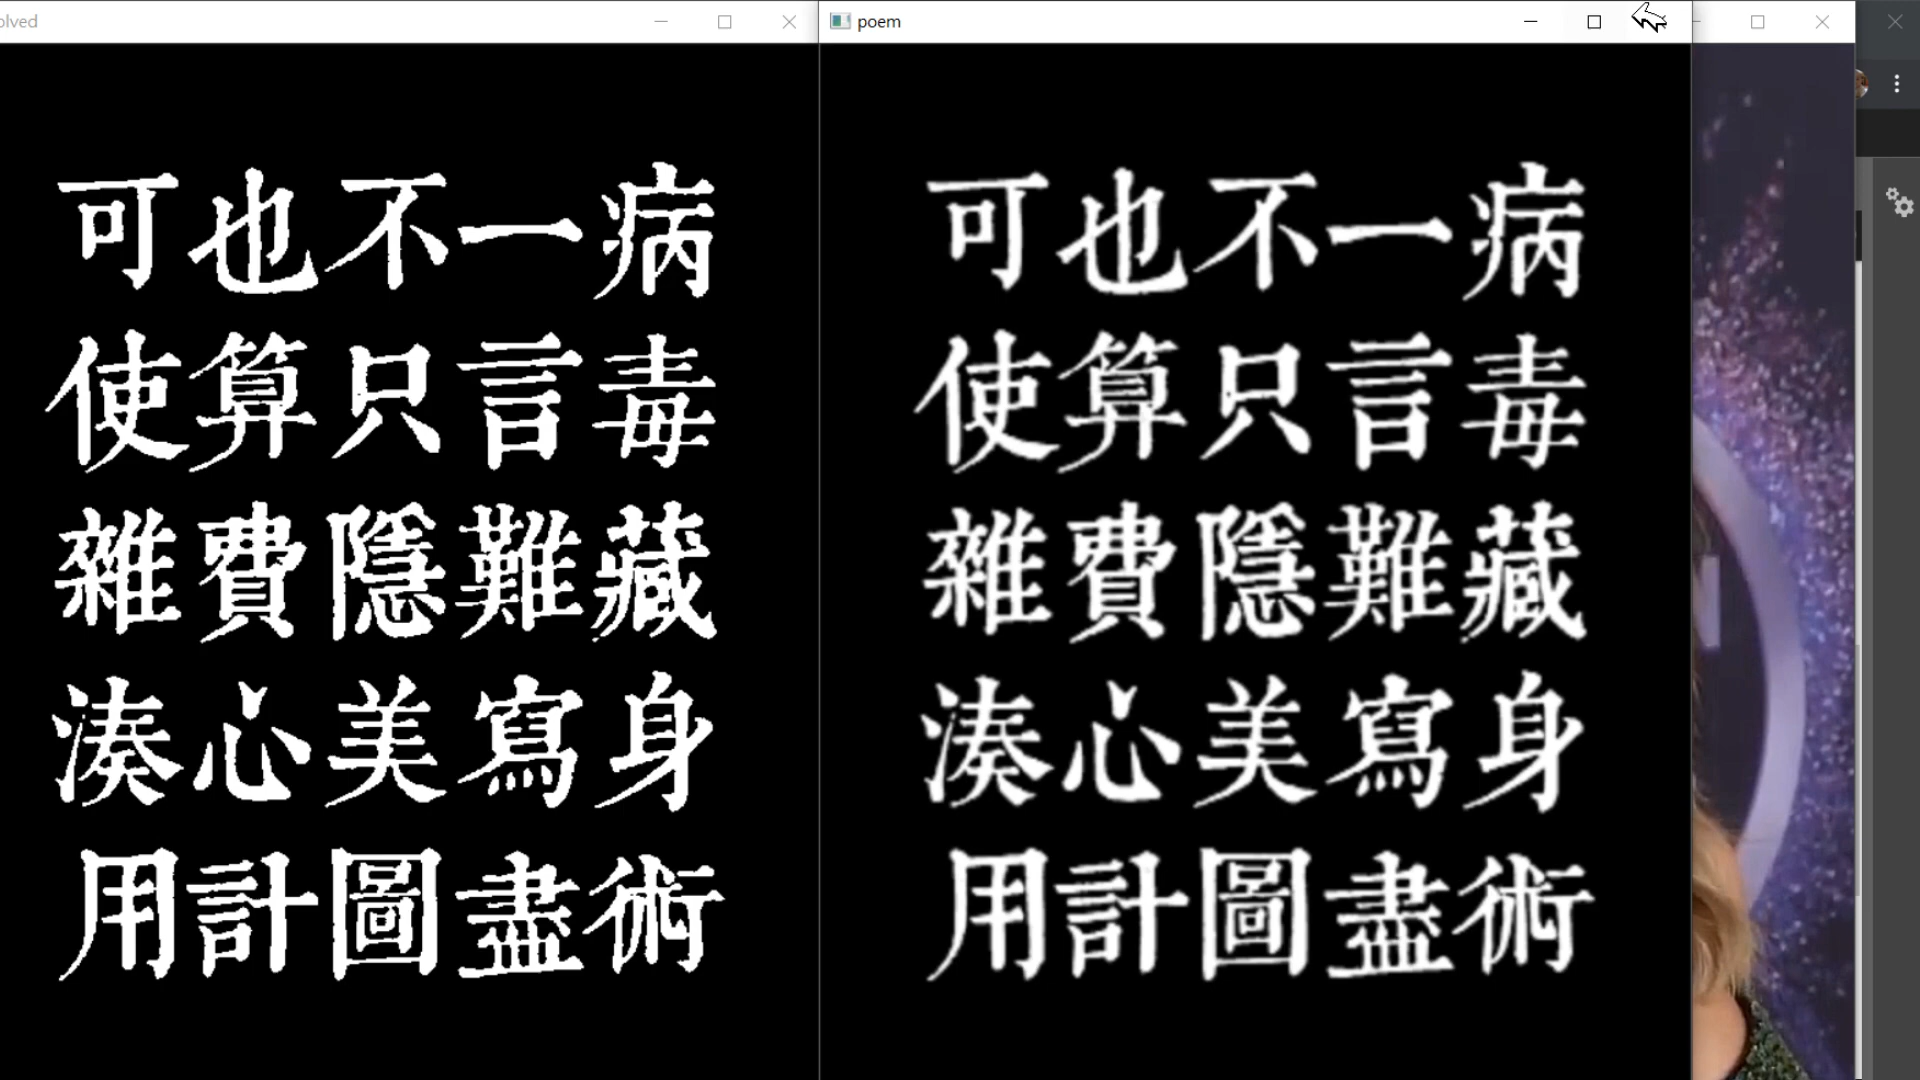 olved
病毒藏身術
一言難寫盡
不只隱美圖
也算費心計
可使雜湊用
poem
病毒藏身術
一言難寫盡
不只隱美圖
也算費心計
可使雜湊用